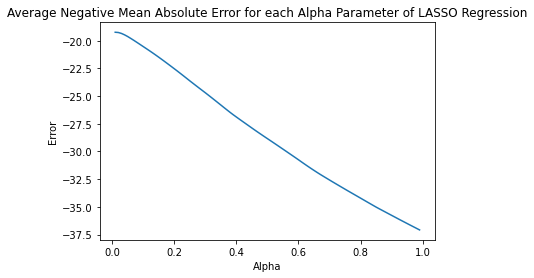 Average Negative Mean Absolute Error for each Alpha Parameter of LASSO Regression
−20.0
−22.5
−25.0
−27.5
−30.0
−32.5
−35.0
−37.5
Error
0.0 0.2 0.4 0.6 0.8 1.0
Alpha